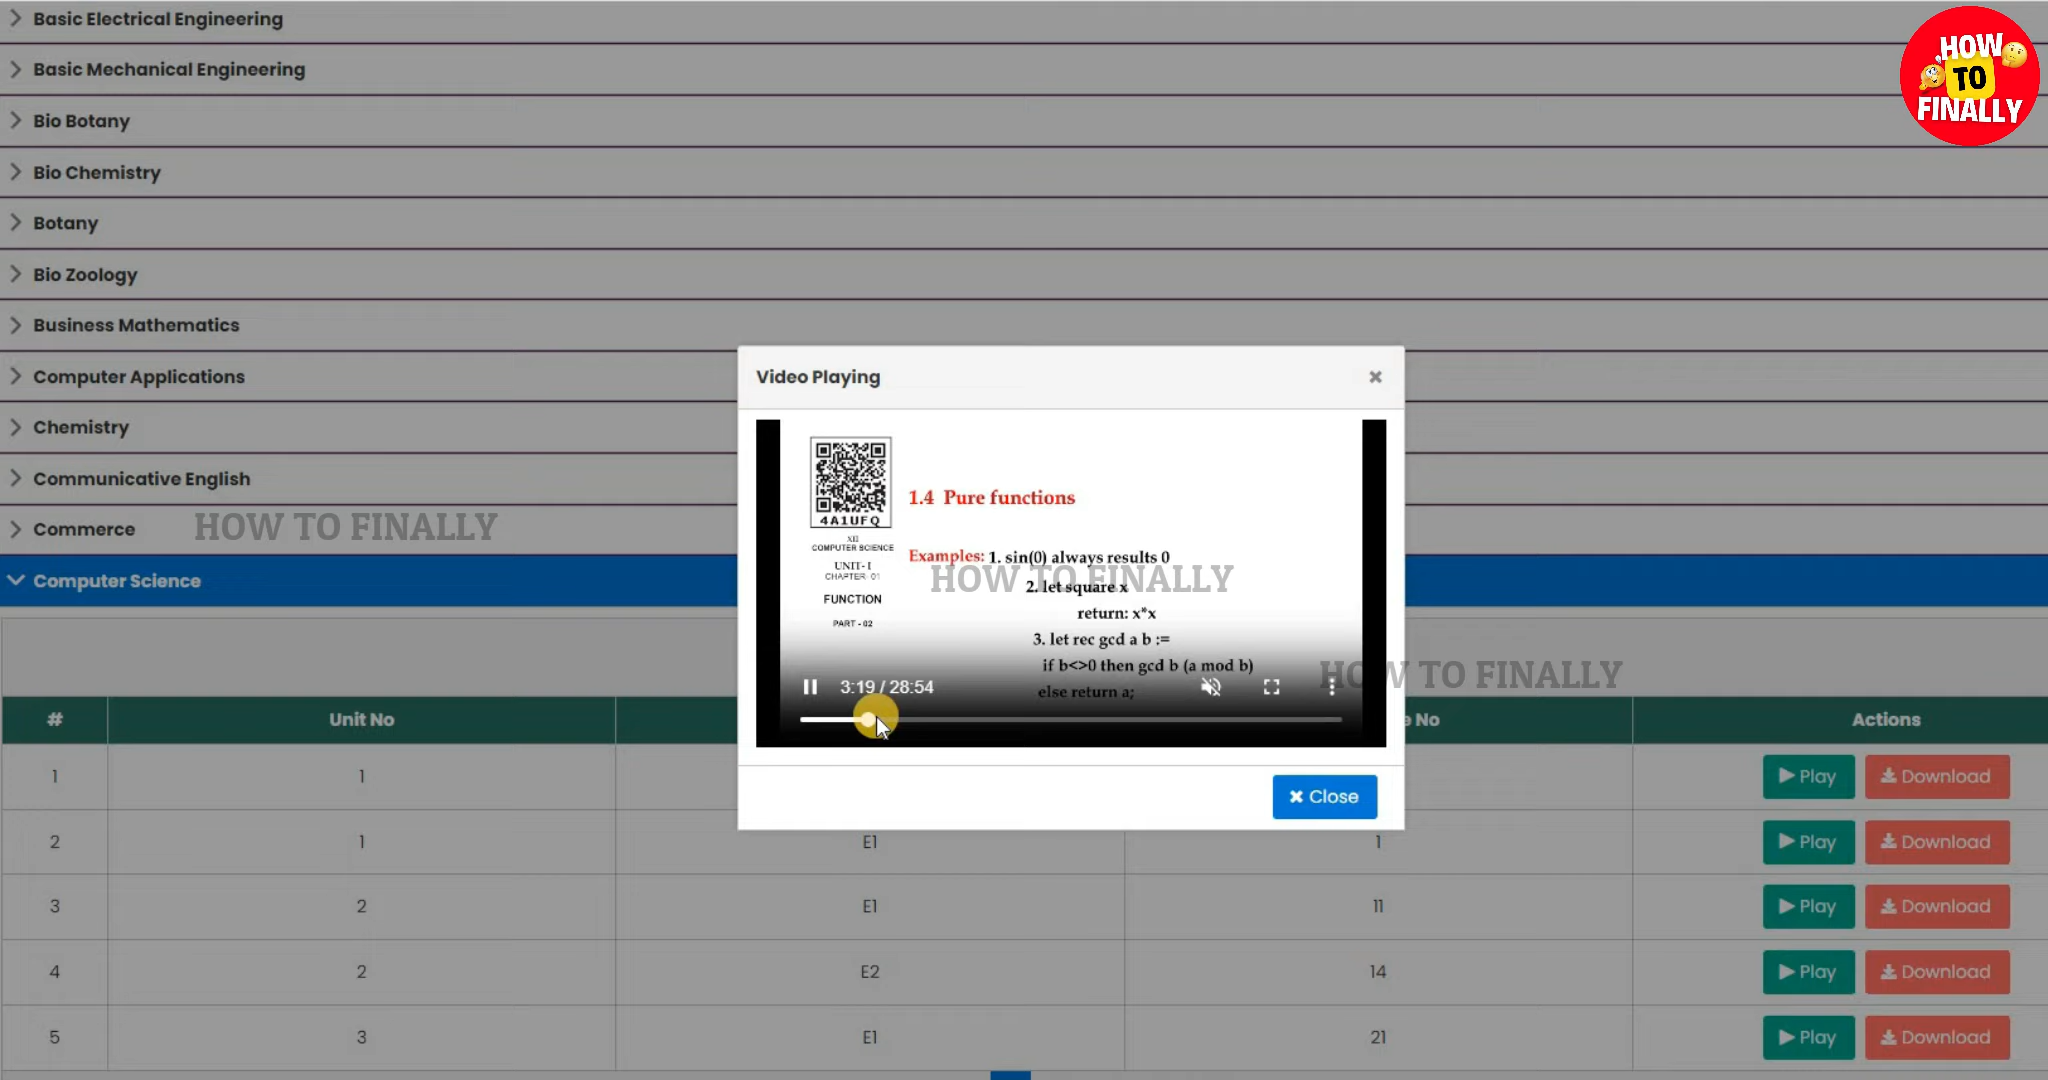 Basic Electrical Engineering
Basic Mechanical Engineering
Bio Botany
Bio Chemistry
Botany
Bio Zoology
Business Mathematics
Computer Applications
Chemistry
Communicative English
Commerce
Computer Science
HOW
TO
FINALLY
HOW TO FINALLY
Video Playing
4A1UFQ
XII
COMPUTER SCIENCE
UNIT- I
CHAPTER- 01
FUNCTION
PART - 02
1.4 Pure functions
Examples: 1. sin(0) always results 0
2. let square x
return: x*x
3. let rec gcd a b :=
if b<>0 then gcd b (a mod b)
else return a;
HOW TO FINALLY
3:19 / 28:54
HOW TO FINALLY
Close
# Unit No No Actions
1 1 Play Download
2 1 E1 1 Play Download
3 2 E1 11 Play Download
4 2 E2 14 Play Download
5 3 E1 21 Play Download